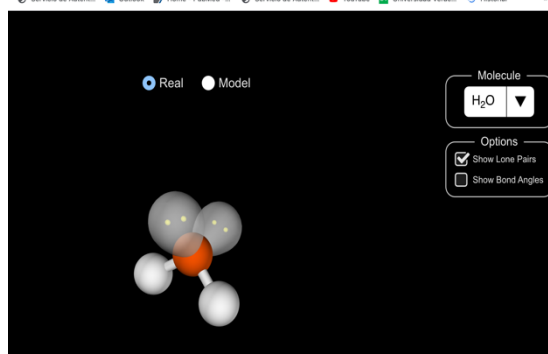 Real
Model
Molecule
H₂O
Options
Show Lone Pairs
Show Bond Angles